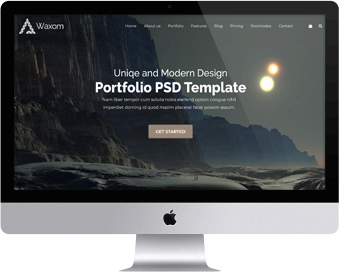 Waxom
Home About us Portfolio Features Blog Pricing Shortcodes Contact
Uniqe and Modern Design
Portfolio PSD Template
Nam liber tempor cum soluta nobis eleifend option congue nihil
imperdiet doming id quod mazim placerat facer possim assum.
GET STARTED